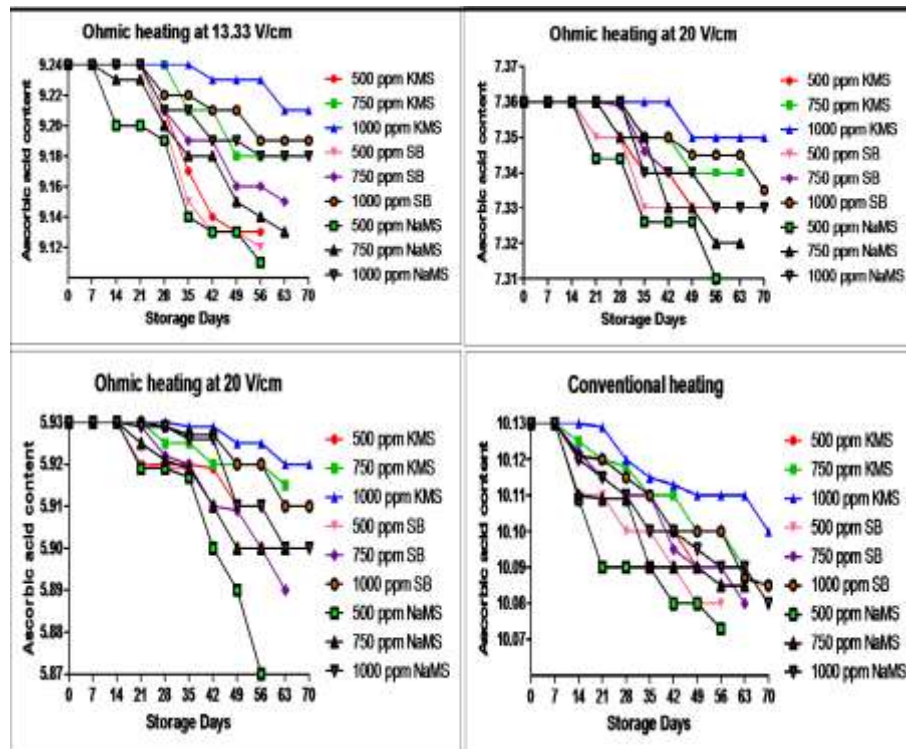 Ohmic heating at 13.33 V/cm
Ascorbic acid content
9.24
9.22
9.20
9.18
9.16
9.14
9.12
0 7 14 21 28 35 42 49 56 63 70
Storage Days
500 ppm KMS
750 ppm KMS
1000 ppm KMS
500 ppm SB
750 ppm SB
1000 ppm SB
500 ppm NaMS
750 ppm NaMS
1000 ppm NaMS
Ohmic heating at 20 V/cm
Ascorbic acid content
7.37
7.36
7.35
7.34
7.33
7.32
7.31
0 7 14 21 28 35 42 49 56 63 70
Storage Days
500 ppm KMS
750 ppm KMS
1000 ppm KMS
500 ppm SB
750 ppm SB
1000 ppm SB
500 ppm NaMS
750 ppm NaMS
1000 ppm NaMS
Ohmic heating at 20 V/cm
Ascorbic acid content
5.93
5.92
5.91
5.90
5.89
5.88
5.87
0 7 14 21 28 35 42 49 56 63 70
Storage Days
500 ppm KMS
750 ppm KMS
1000 ppm KMS
500 ppm SB
750 ppm SB
1000 ppm SB
500 ppm NaMS
750 ppm NaMS
1000 ppm NaMS
Conventional heating
Ascorbic acid content
10.13
10.12
10.11
10.10
10.09
10.08
10.07
0 7 14 21 28 35 42 49 56 63 70
Storage Days
500 ppm KMS
750 ppm KMS
1000 ppm KMS
500 ppm SB
750 ppm SB
1000 ppm SB
500 ppm NaMS
750 ppm NaMS
1000 ppm NaMS